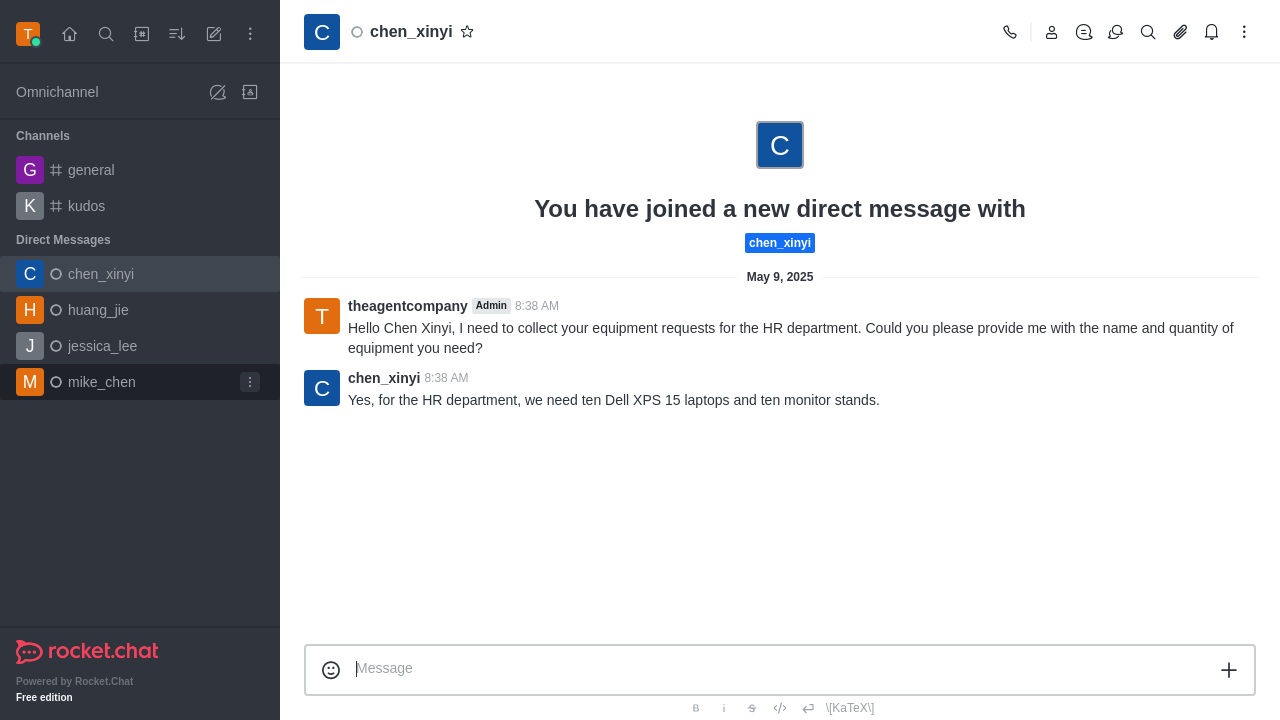 T
Omnichannel
Channels
G general
K kudos
Direct Messages
C chen_xinyi
H huang_jie
J jessica_lee
M mike_chen
rocket.chat
Powered by Rocket.Chat
Free edition
C chen_xinyi
C
You have joined a new direct message with
chen_xinyi
May 9, 2025
T theagentcompany Admin 8:38 AM
Hello Chen Xinyi, I need to collect your equipment requests for the HR department. Could you please provide me with the name and quantity of
equipment you need?
C chen_xinyi 8:38 AM
Yes, for the HR department, we need ten Dell XPS 15 laptops and ten monitor stands.
Message
B i S \[KaTeX\]